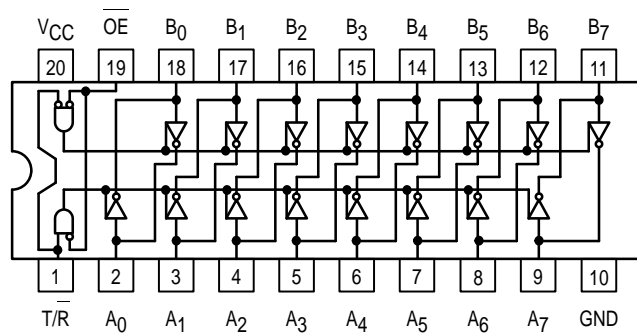 VCC OE B0 B1 B2 B3 B4 B5 B6 B7
20 19 18 17 16 15 14 13 12 11
1 2 3 4 5 6 7 8 9 10
T/R A0 A1 A2 A3 A4 A5 A6 A7 GND